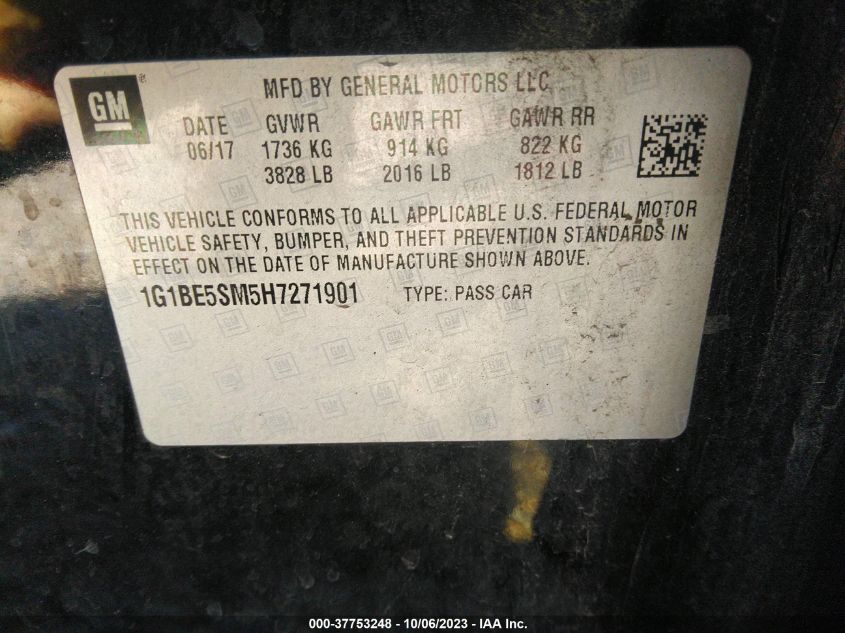 GM
®
MFD BY GENERAL MOTORS LLC
DATE GVWR GAWR FRT GAWR RR
06/17 1736 KG 914 KG 822 KG
3828 LB 2016 LB 1812 LB
THIS VEHICLE CONFORMS TO ALL APPLICABLE U.S. FEDERAL MOTOR
VEHICLE SAFETY, BUMPER, AND THEFT PREVENTION STANDARDS IN
EFFECT ON THE DATE OF MANUFACTURE SHOWN ABOVE.
1G1BE5SM5H7271901 TYPE: PASS CAR
000-37753248 - 10/06/2023 - IAA Inc.